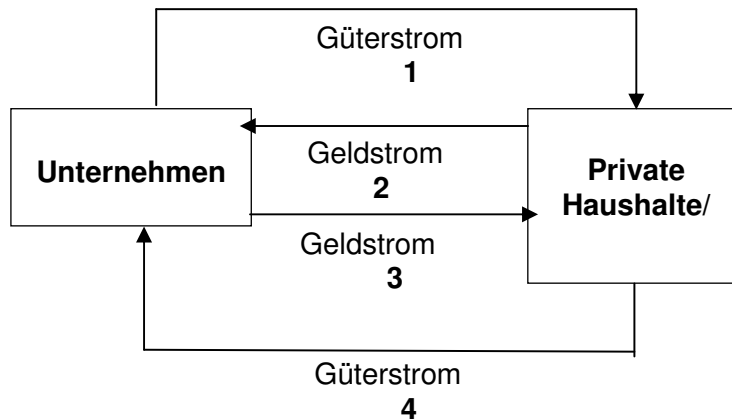 Güterstrom
1
Unternehmen
Geldstrom
2
Geldstrom
3
Private
Haushalte/
Güterstrom
4